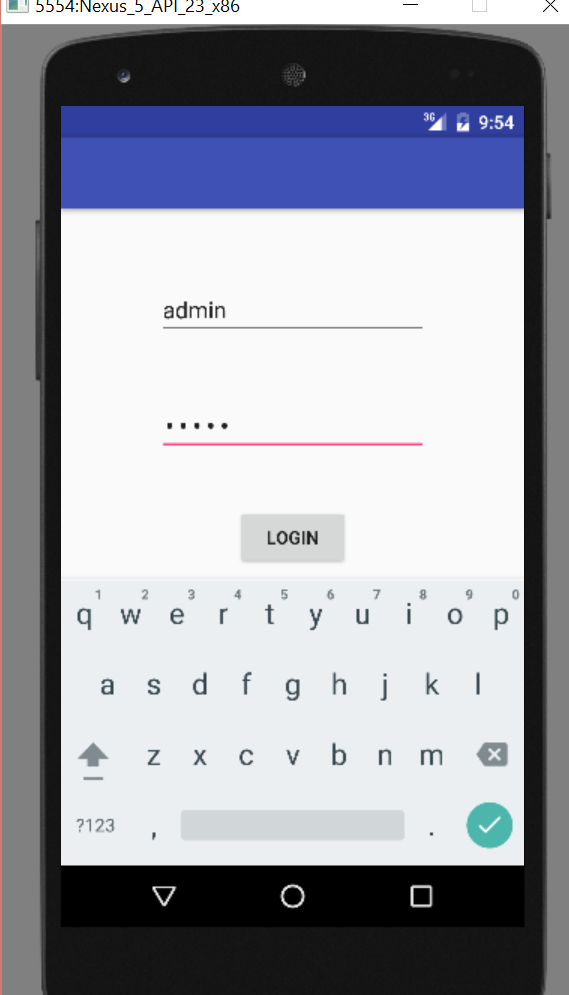 5554:Nexus_5_API_23_x86
3G 9:54
admin
•••••
LOGIN
1 2 3 4 5 6 7 8 9 0
q w e r t y u i o p
a s d f g h j k l
z x c v b n m
?123 , .